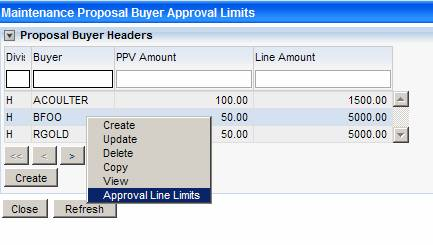 Maintenance Proposal Buyer Approval Limits
Proposal Buyer Headers
Divi Buyer PPV Amount Line Amount
H ACOULTER 100.00 1500.00
H BFOO 50.00 5000.00
H RGOLD 50.00 5000.00
<< < >
Create
Update
Delete
Copy
View
Approval Line Limits
Create
Close Refresh